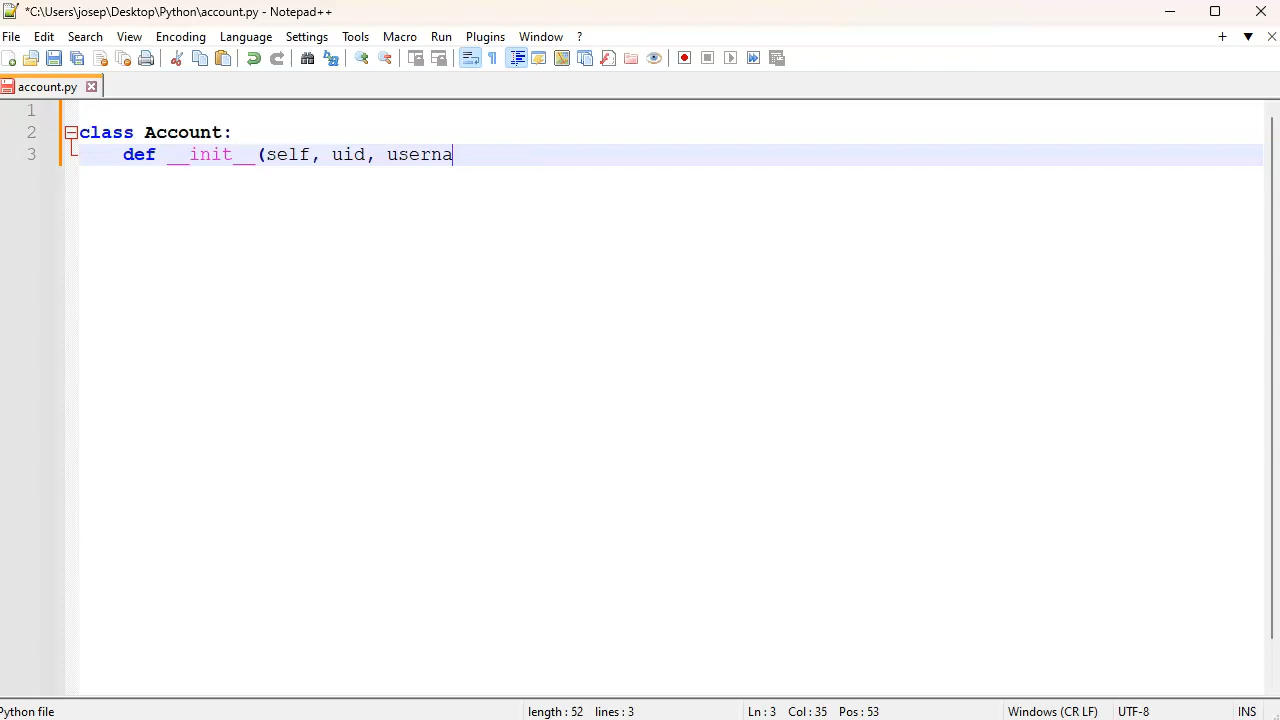 *C:\Users\josep\Desktop\Python\account.py - Notepad++
File Edit Search View Encoding Language Settings Tools Macro Run Plugins Window ?
account.py
1
2 class Account:
3 def __init__(self, uid, userna
Python file length : 52 lines : 3 Ln : 3 Col : 35 Pos : 53 Windows (CR LF) UTF-8 INS